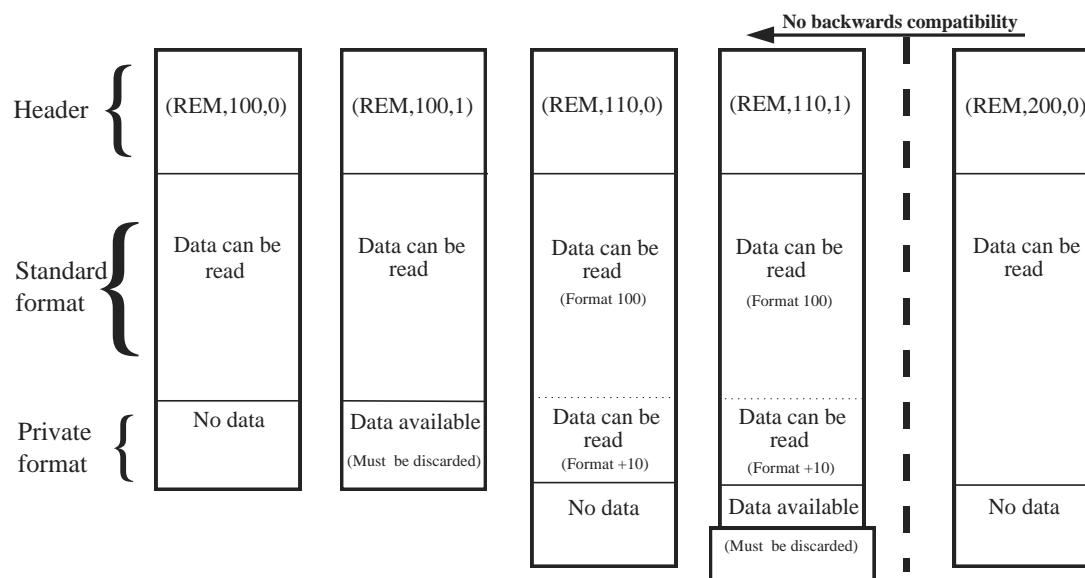 No backwards compatibility
Header
(REM,100,0)
(REM,100,1)
(REM,110,0)
(REM,110,1)
(REM,200,0)
Standard
format
Data can be
read
Data can be
read
Data can be
read
(Format 100)
Data can be
read
(Format 100)
Data can be
read
Private
format
No data
Data available
(Must be discarded)
Data can be
read
(Format +10)
No data
Data can be
read
(Format +10)
Data available
(Must be discarded)
No data